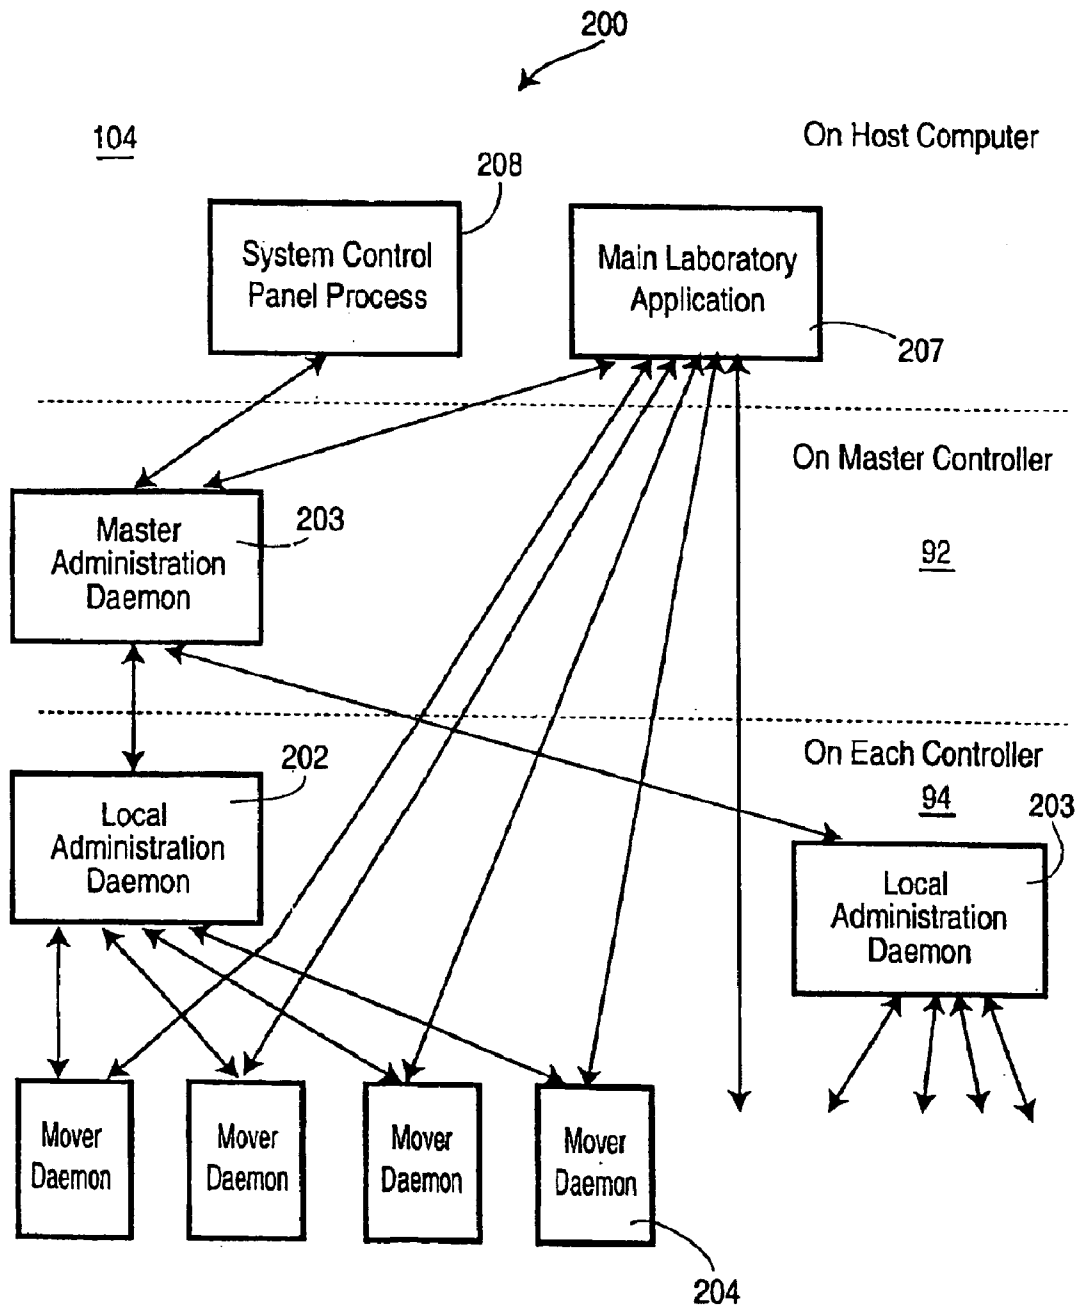 200
104
On Host Computer
208
System Control
Panel Process
Main Laboratory
Application
207
On Master Controller
203
Master
Administration
Daemon
92
On Each Controller
202
94
203
Local
Administration
Daemon
Local
Administration
Daemon
Mover
Daemon
Mover
Daemon
Mover
Daemon
Mover
Daemon
204